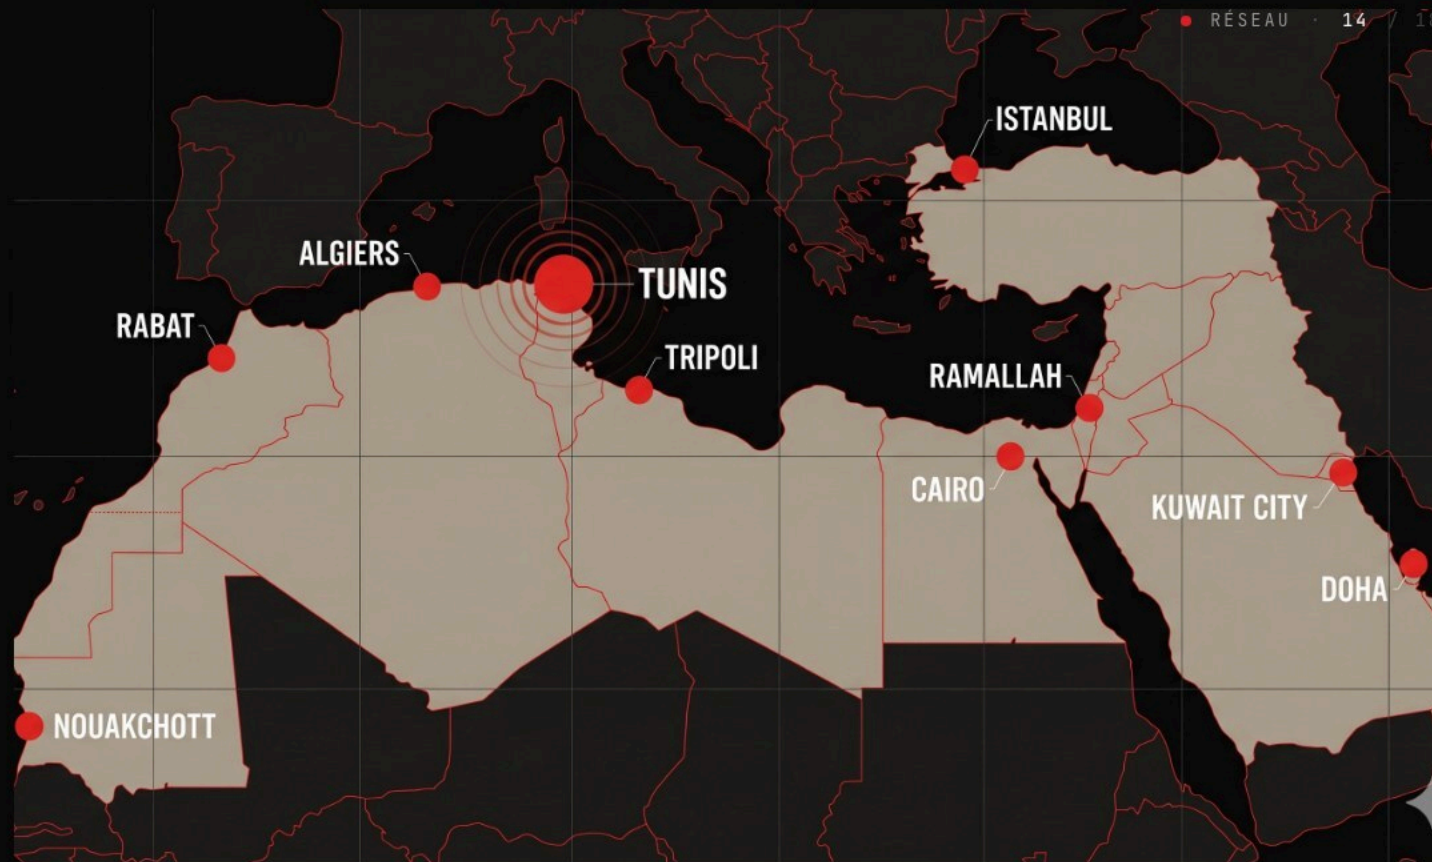 RÉSEAU · 14 /
ISTANBUL
ALGIERS
TUNIS
RABAT
TRIPOLI
RAMALLAH
CAIRO
KUWAIT CITY
DOHA
NOUAKCHOTT